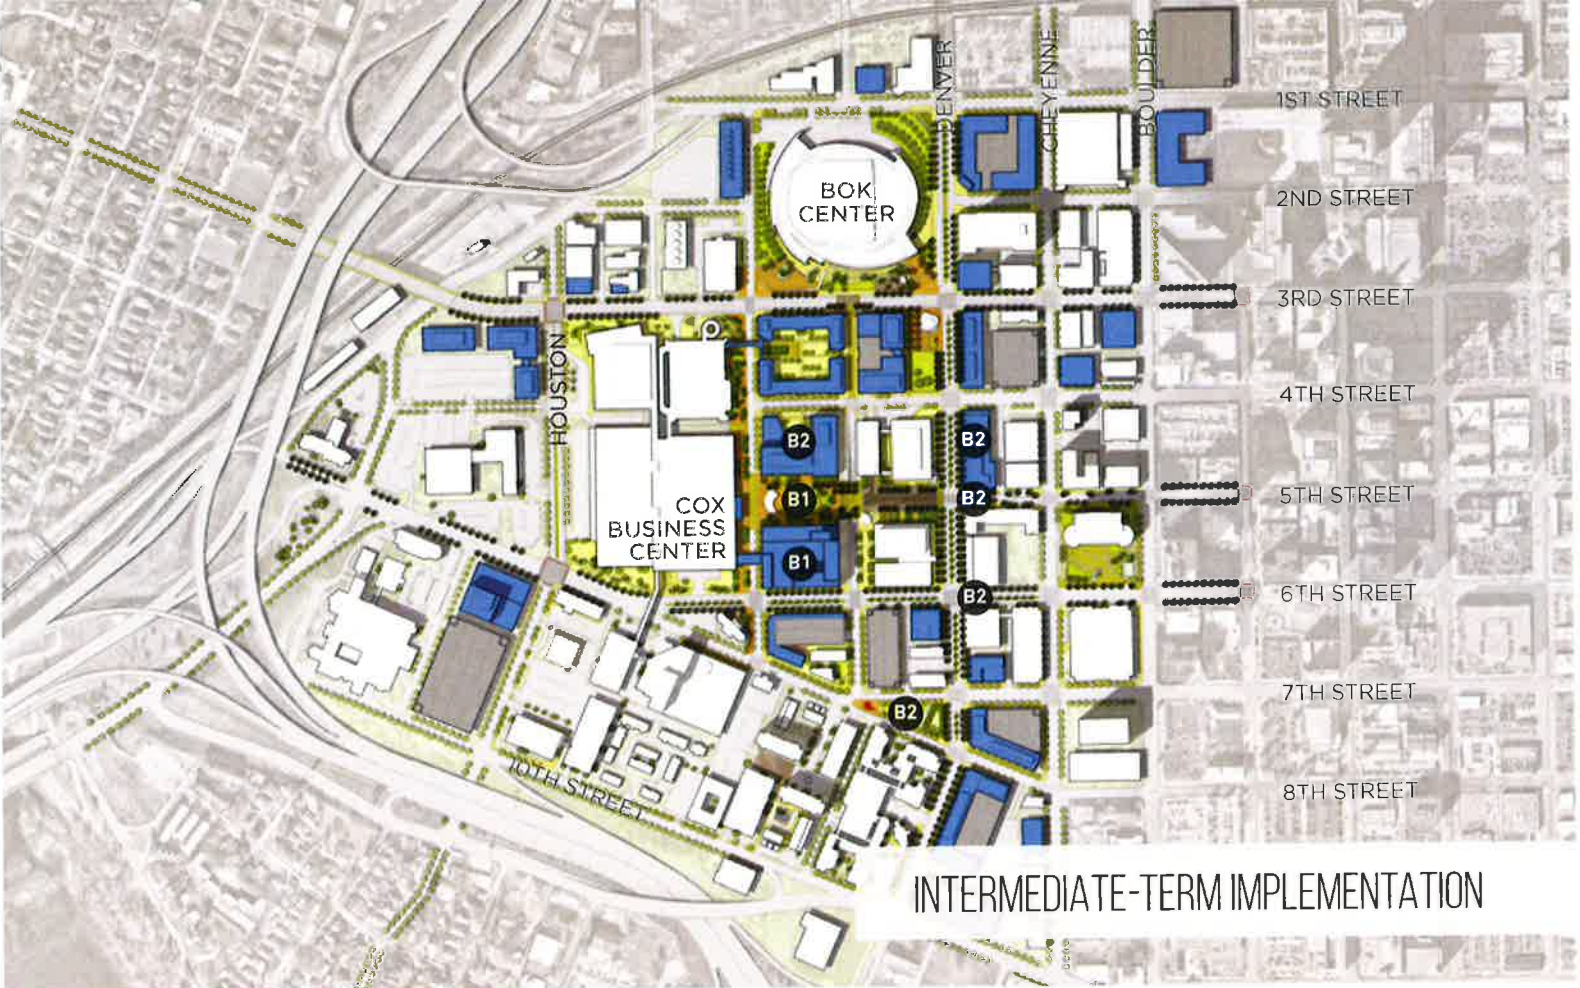 DENVER
CHEYENNE
BOULDER
1ST STREET
BOK
CENTER
2ND STREET
3RD STREET
HOUSTON
4TH STREET
B2
B2
COX
BUSINESS
CENTER
B1
B2
5TH STREET
B1
B2
6TH STREET
7TH STREET
B2
10TH STREET
8TH STREET
INTERMEDIATE-TERM IMPLEMENTATION